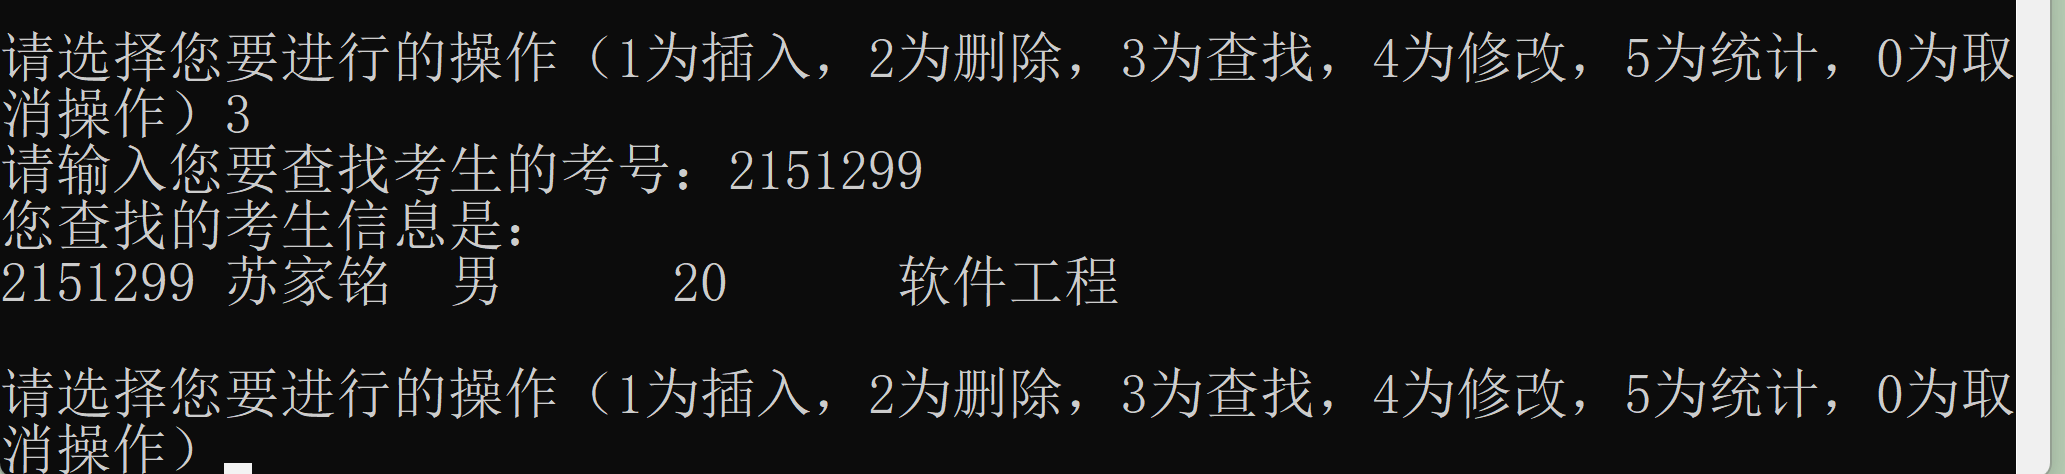 请选择您要进行的操作（1为插入，2为删除，3为查找，4为修改，5为统计，0为取
消操作）3
请输入您要查找考生的考号：2151299
您查找的考生信息是：
2151299 苏家铭  男      20      软件工程
请选择您要进行的操作（1为插入，2为删除，3为查找，4为修改，5为统计，0为取
消操作）